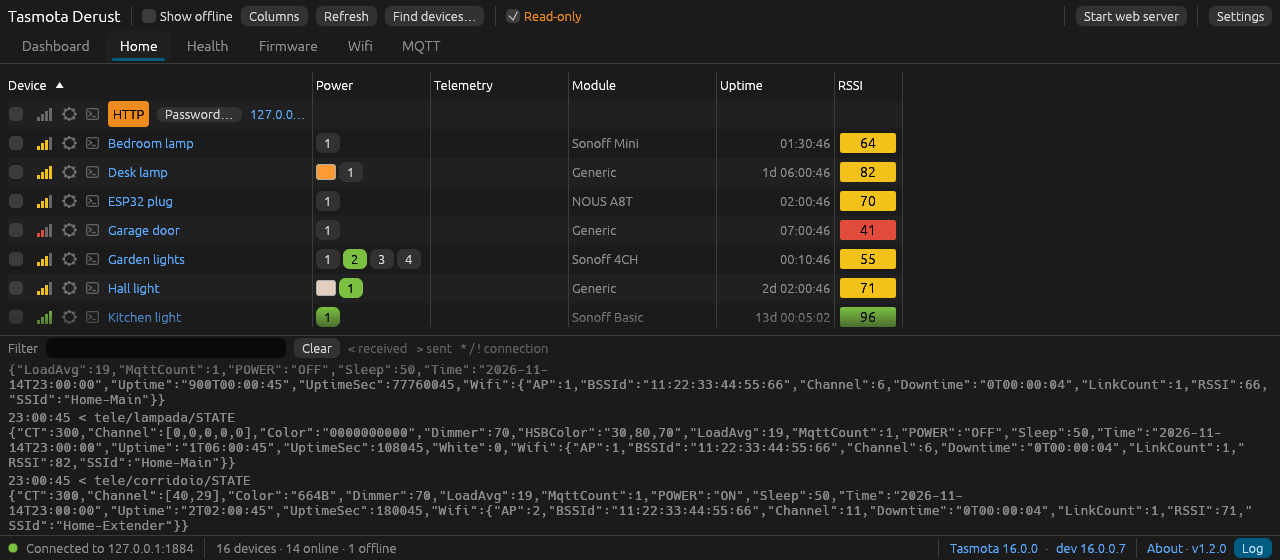 Tasmota Derust Show offline Columns Refresh Find devices... Read-only Start web server Settings
Dashboard Home Health Firmware Wifi MQTT
Device ▲ Power Telemetry Module Uptime RSSI
HTTP Password... 127.0.0...
Bedroom lamp 1 Sonoff Mini 01:30:46 64
Desk lamp 1 Generic 1d 06:00:46 82
ESP32 plug 1 NOUS A8T 02:00:46 70
Garage door 1 Generic 07:00:46 41
Garden lights 1 2 3 4 Sonoff 4CH 00:10:46 55
Hall light 1 Generic 2d 02:00:46 71
Kitchen light 1 Sonoff Basic 13d 00:05:02 96
Filter Clear < received > sent * / ! connection
{"LoadAvg":19,"MqttCount":1,"POWER":"OFF","Sleep":50,"Time":"2026-11-
14T23:00:00","Uptime":"900T00:00:45","UptimeSec":77760045,"Wifi":{"AP":1,"BSSId":"11:22:33:44:55:66","Channel":6,"Downtime":"0T00:00:04","LinkCount":1,"RSSI":66,
"SSId":"Home-Main"}}
23:00:45 < tele/lampada/STATE
{"CT":300,"Channel":[0,0,0,0,0],"Color":"0000000000","Dimmer":70,"HSBColor":"30,80,70","LoadAvg":19,"MqttCount":1,"POWER":"OFF","Sleep":50,"Time":"2026-11-
14T23:00:00","Uptime":"1T06:00:45","UptimeSec":108045,"White":0,"Wifi":{"AP":1,"BSSId":"11:22:33:44:55:66","Channel":6,"Downtime":"0T00:00:04","LinkCount":1,"
RSSI":82,"SSId":"Home-Main"}}
23:00:45 < tele/corridoio/STATE
{"CT":300,"Channel":[40,29],"Color":"664B","Dimmer":70,"LoadAvg":19,"MqttCount":1,"POWER":"ON","Sleep":50,"Time":"2026-11-
14T23:00:00","Uptime":"2T02:00:45","UptimeSec":180045,"Wifi":{"AP":2,"BSSId":"11:22:33:44:55:66","Channel":11,"Downtime":"0T00:00:04","LinkCount":1,"RSSI":71,"
SSId":"Home-Extender"}}
Connected to 127.0.0.1:1884 16 devices · 14 online · 1 offline Tasmota 16.0.0 · dev 16.0.0.7 About · v1.2.0 Log